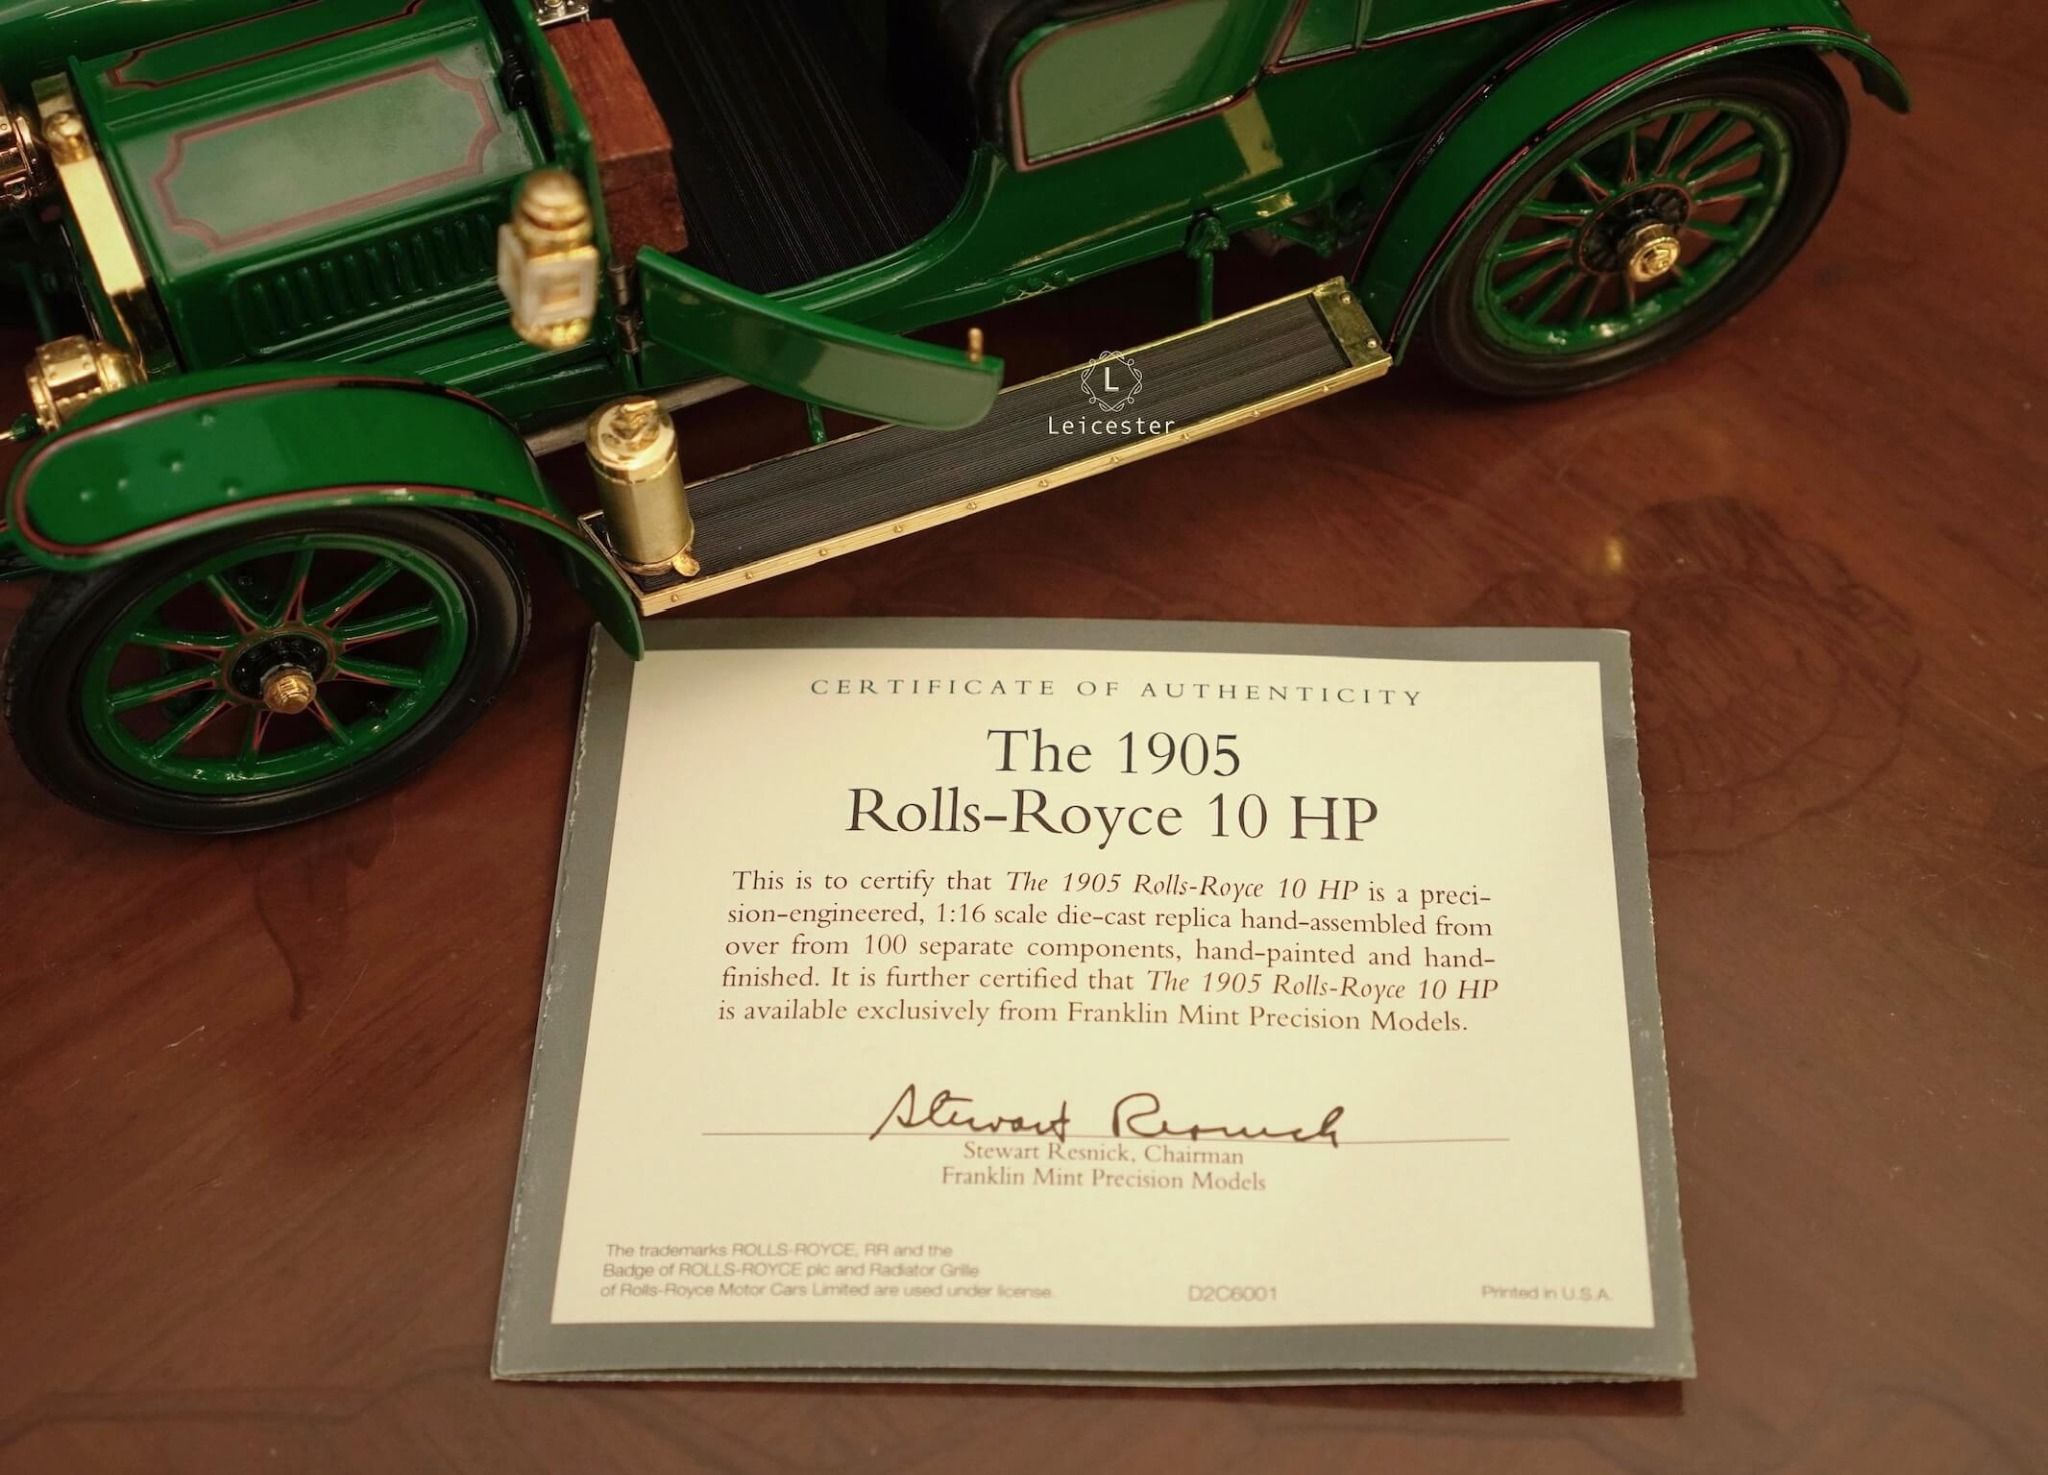 L
Leicester
CERTIFICATE OF AUTHENTICITY
The 1905
Rolls-Royce 10 HP
This is to certify that The 1905 Rolls-Royce 10 HP is a preci-
sion-engineered, 1:16 scale die-cast replica hand-assembled from
over from 100 separate components, hand-painted and hand-
finished. It is further certified that The 1905 Rolls-Royce 10 HP
is available exclusively from Franklin Mint Precision Models.
Stewart Resnick
Stewart Resnick, Chairman
Franklin Mint Precision Models
The trademarks ROLLS-ROYCE, RR and the
Badge of ROLLS-ROYCE plc and Radiator Grille
of Rolls-Royce Motor Cars Limited are used under license.
D2C6001
Printed in U.S.A.